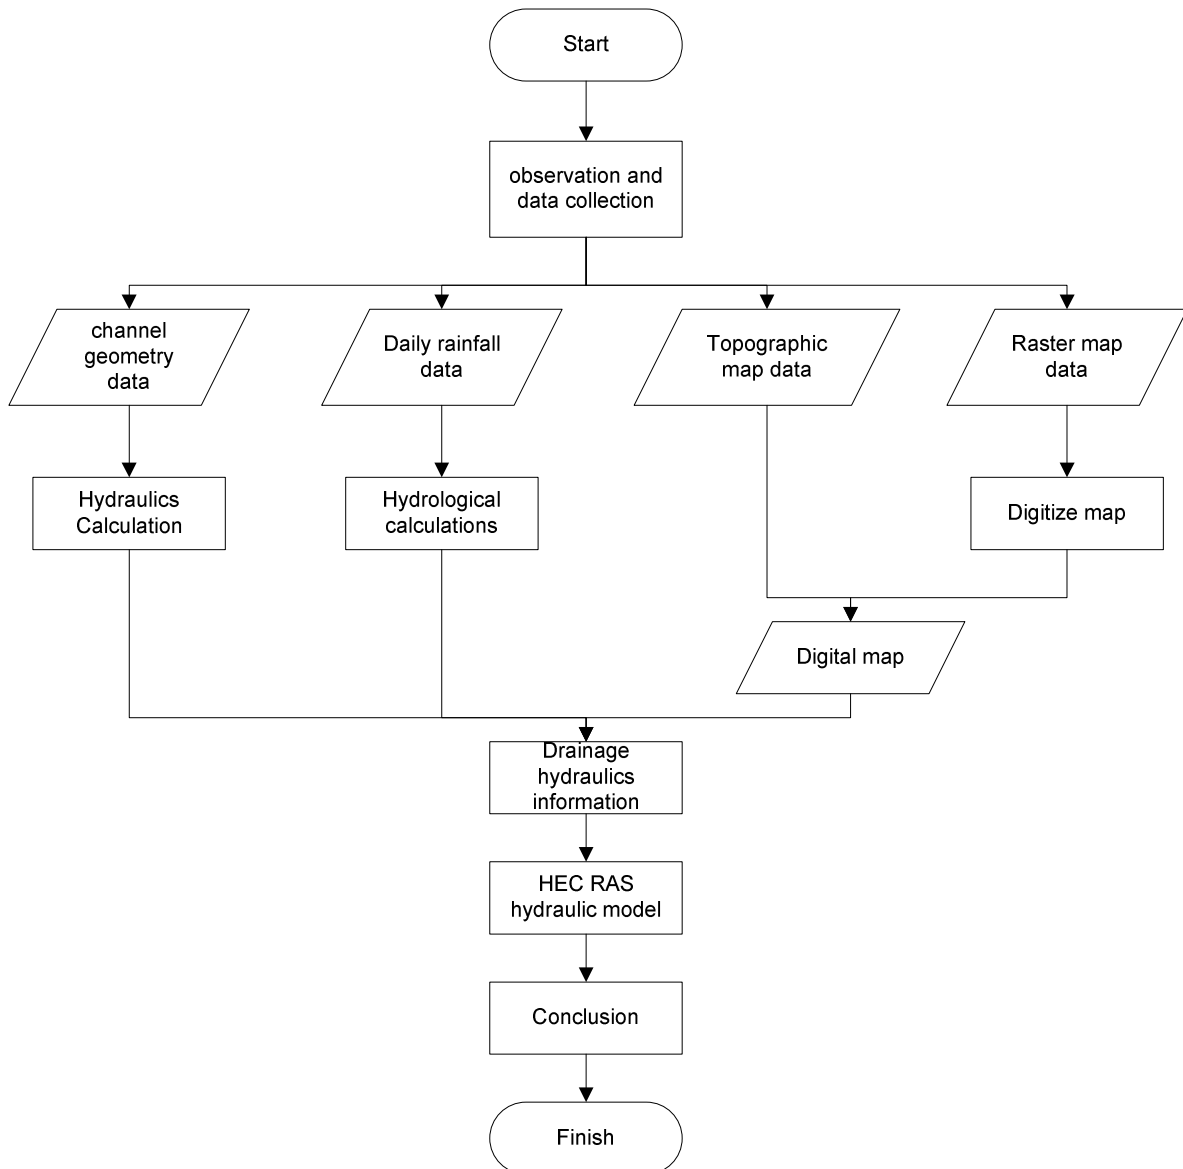 Start
observation and
data collection
channel
geometry
data
Daily rainfall
data
Topographic
map data
Raster map
data
Hydraulics
Calculation
Hydrological
calculations
Digitize map
Digital map
Drainage
hydraulics
information
HEC RAS
hydraulic model
Conclusion
Finish